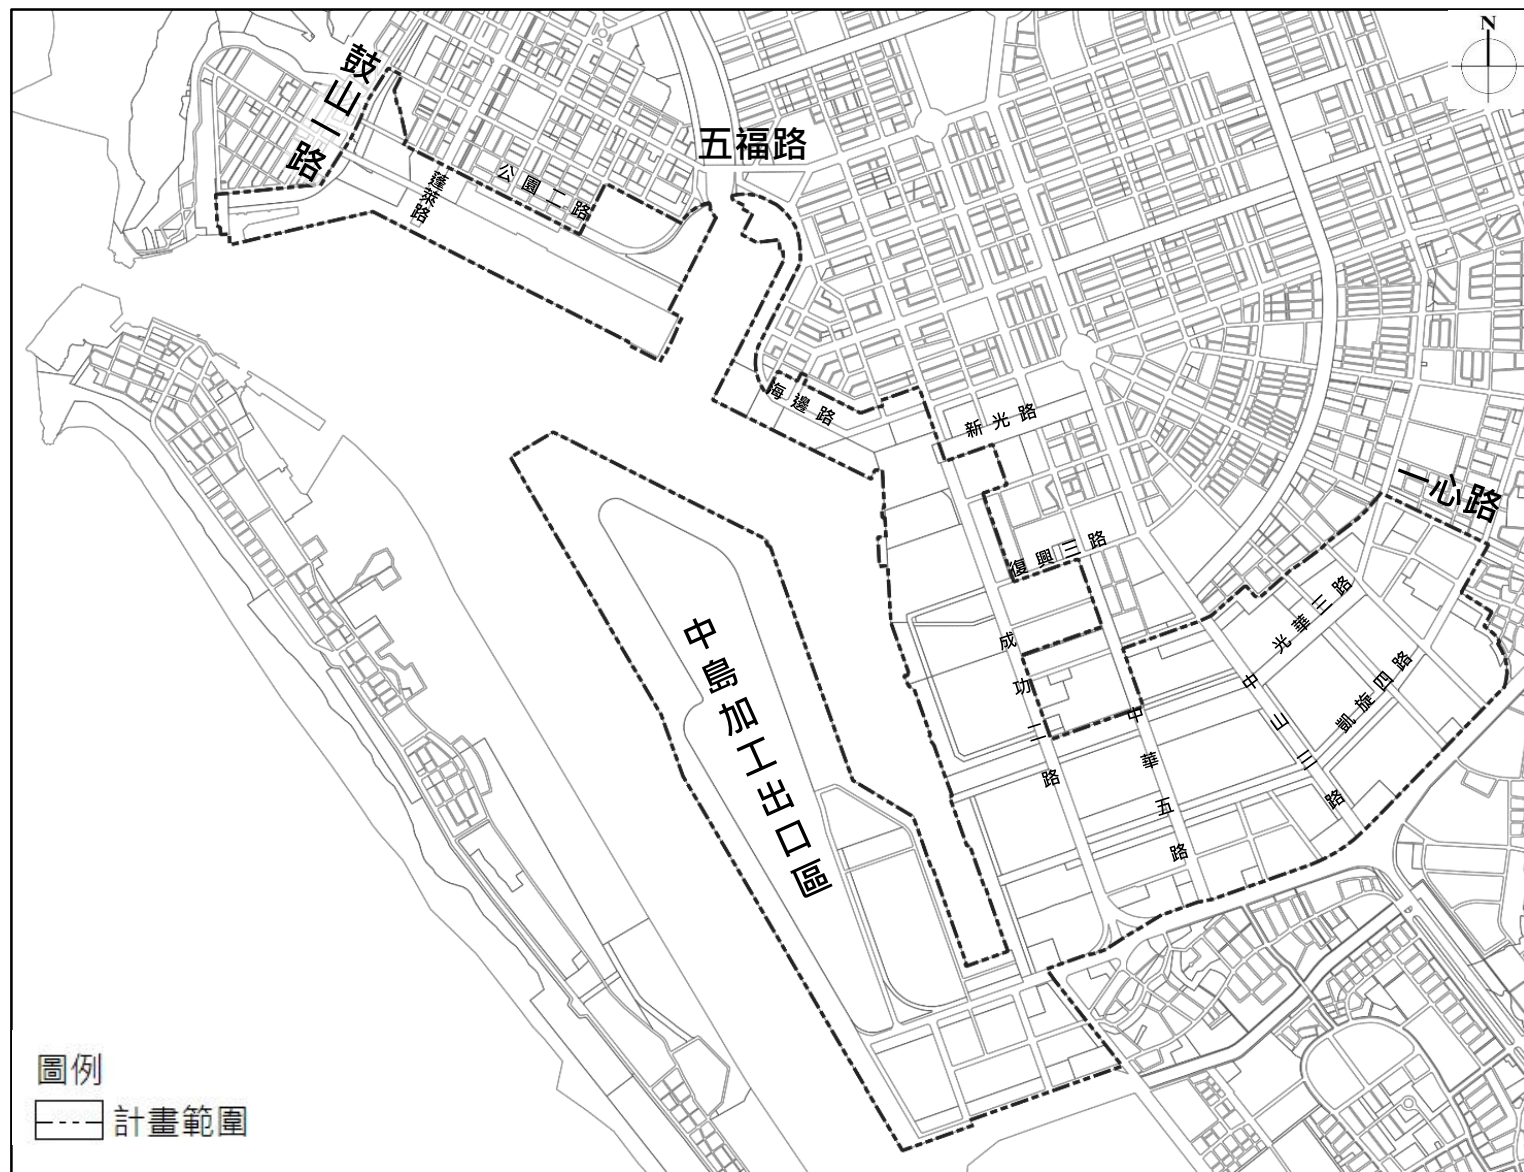 N
鼓山一路
五福路
公園二路
蓬萊路
海邊路
新光路
一心路
復興三路
光華三路
成功二路
中山三路
凱旋四路
中華五路
中島加工出口區
圖例
計畫範圍